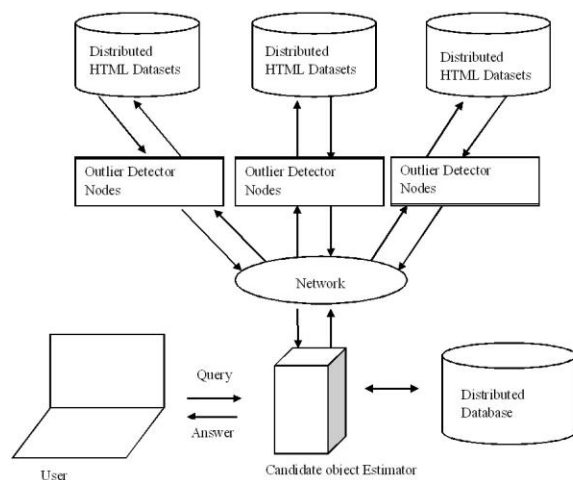 Distributed
HTML Datasets
Distributed
HTML Datasets
Distributed
HTML Datasets
Outlier Detector
Nodes
Outlier Detector
Nodes
Outlier Detector
Nodes
Network
Query
Answer
Distributed
Database
User
Candidate object Estimator